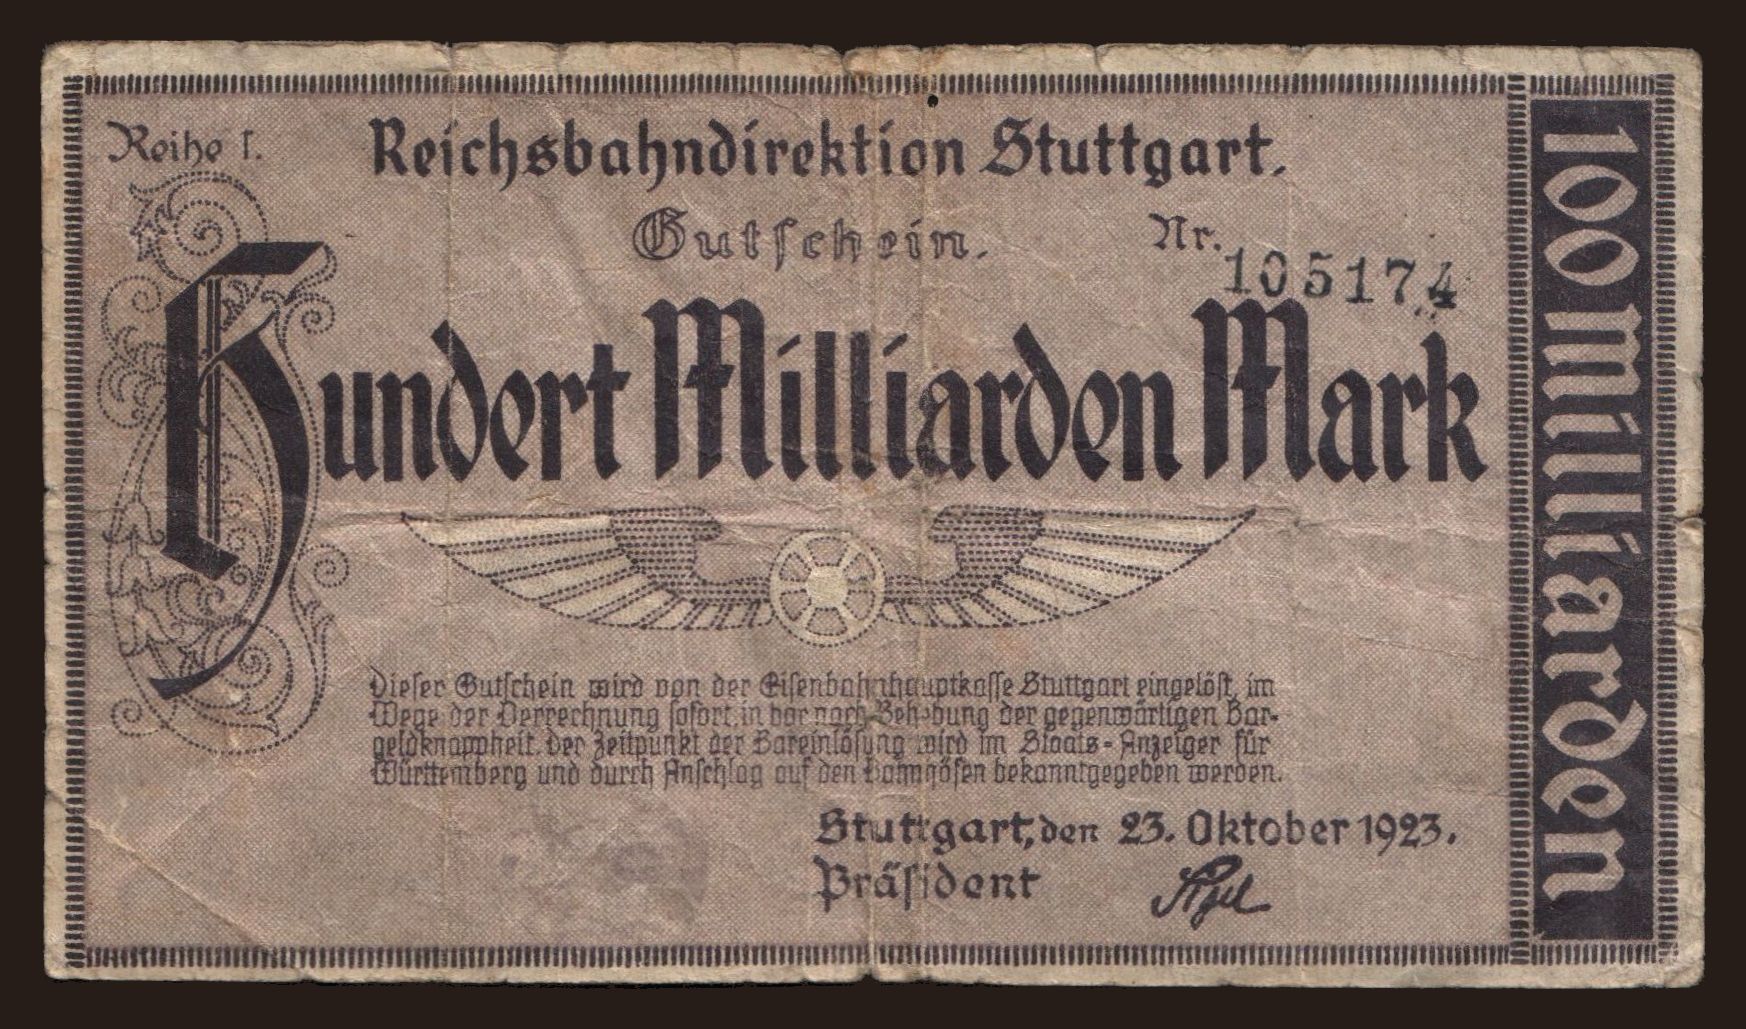 Reihe I.
Reichsbahndirektion Stuttgart.
Gutschein.
Nr. 105174
Hundert Milliarden Mark
Dieser Gutschein wird von der Eisenbahnhauptkasse Stuttgart eingelöst, im
Wege der Verrechnung sofort, in bar nach Behebung der gegenwärtigen Bar-
geldknappheit. Der Zeitpunkt der Bareinlösung wird im Staats-Anzeiger für
Württemberg und durch Anschlag auf den Bahnhöfen bekanntgegeben werden.
Stuttgart, den 23. Oktober 1923.
Präsident
100 Milliarden